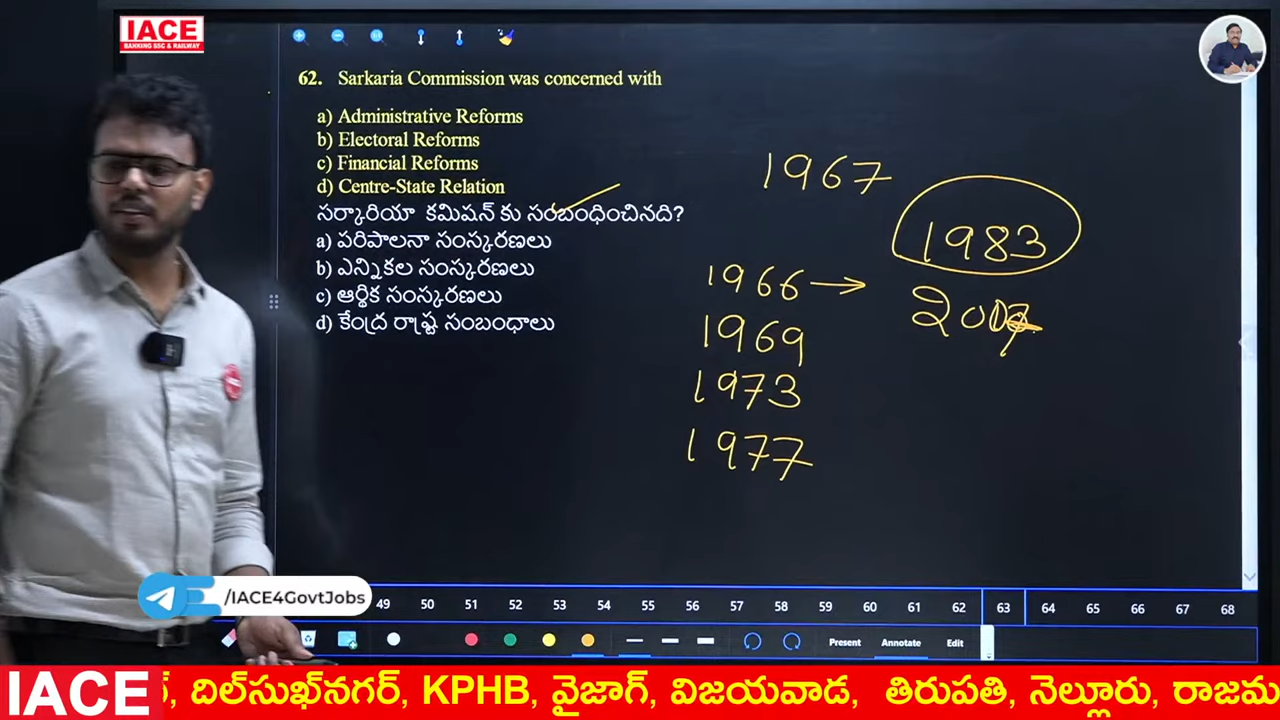 IACE
BANKING SSC & RAILWAY
62. Sarkaria Commission was concerned with
a) Administrative Reforms
b) Electoral Reforms
c) Financial Reforms
d) Centre-State Relation
సర్కారియా కమిషన్ కు సంబంధించినది?
a) పరిపాలనా సంస్కరణలు
b) ఎన్నికల సంస్కరణలు
c) ఆర్థిక సంస్కరణలు
d) కేంద్ర రాష్ట్ర సంబంధాలు
1967
1983
1966 →
1969
1973
1977
/IACE4GovtJobs
49 50 51 52 53 54 55 56 57 58 59 60 61 62 63 64 65 66 67 68
Present Annotate Edit
IACE
దిల్‌సుఖ్‌నగర్, KPHB, వైజాగ్, విజయవాడ, తిరుపతి, నెల్లూరు, రాజమ